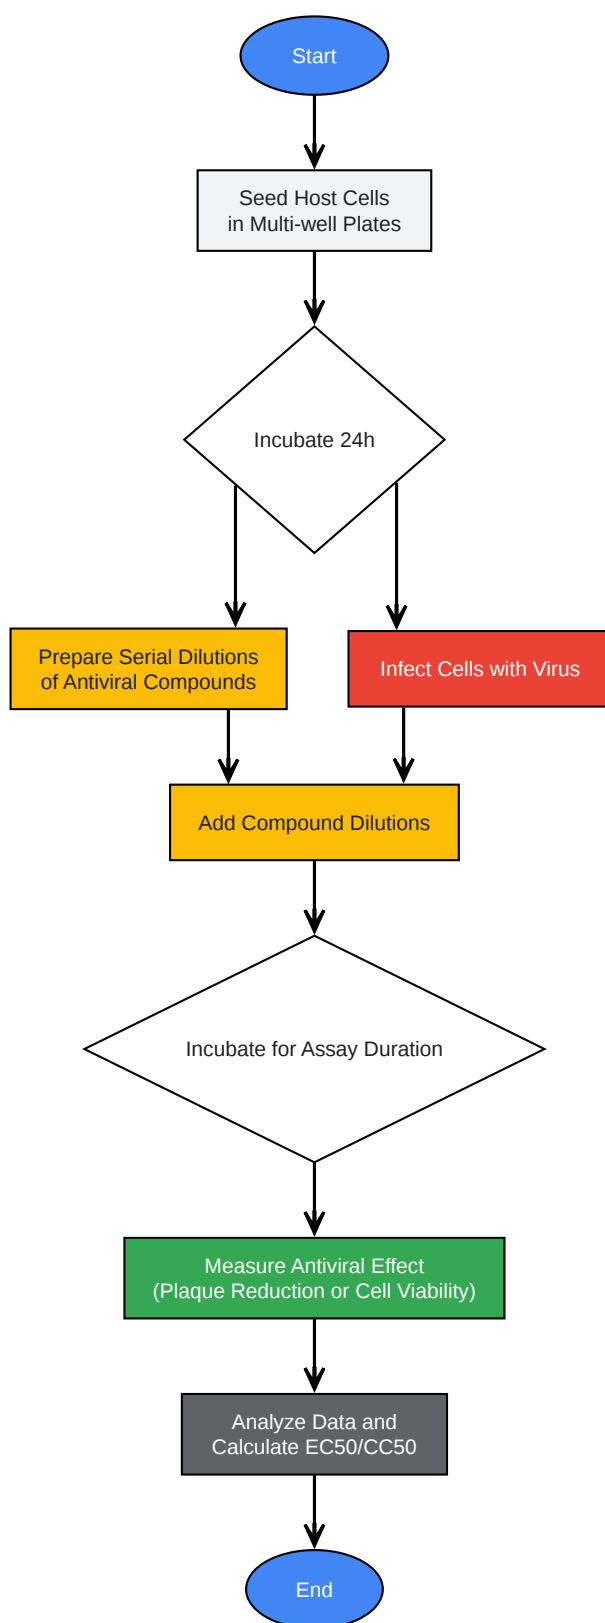 Start
Seed Host Cells
in Multi-well Plates
Incubate 24h
Prepare Serial Dilutions
of Antiviral Compounds
Infect Cells with Virus
Add Compound Dilutions
Incubate for Assay Duration
Measure Antiviral Effect
(Plaque Reduction or Cell Viability)
Analyze Data and
Calculate EC50/CC50
End